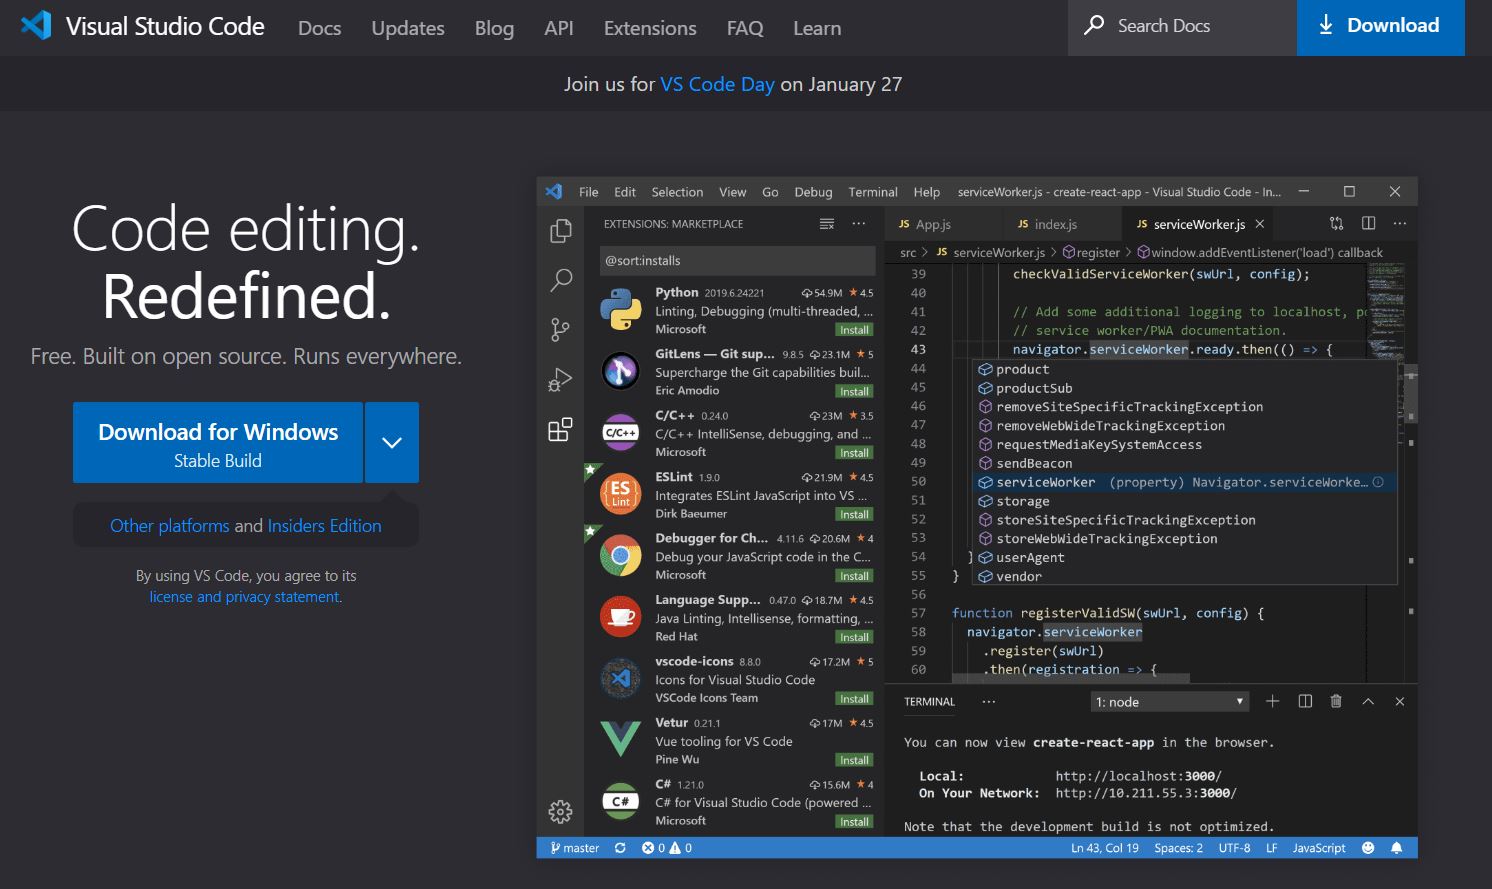 Visual Studio Code Docs Updates Blog API Extensions FAQ Learn Search Docs Download
Join us for VS Code Day on January 27
Code editing.
Redefined.
Free. Built on open source. Runs everywhere.
Download for Windows
Stable Build
Other platforms and Insiders Edition
By using VS Code, you agree to its
license and privacy statement.
File Edit Selection View Go Debug Terminal Help serviceWorker.js - create-react-app - Visual Studio Code - In...
EXTENSIONS: MARKETPLACE
@sort:installs
Python 2019.6.24221 54.9M ★ 4.5
Linting, Debugging (multi-threaded, ...
Microsoft Install
GitLens — Git sup... 9.8.5 23.1M ★ 5
Supercharge the Git capabilities buil...
Eric Amodio Install
C/C++
C/C++ 0.24.0 23M ★ 3.5
C/C++ IntelliSense, debugging, and ...
Microsoft Install
ES
Lint
ESLint 1.9.0 21.9M ★ 4.5
Integrates ESLint JavaScript into VS ...
Dirk Baeumer Install
Debugger for Ch... 4.11.6 20.6M ★ 4
Debug your JavaScript code in the C...
Microsoft Install
Language Supp... 0.47.0 18.7M ★ 4.5
Java Linting, Intellisense, formatting, ...
Red Hat Install
vscode-icons 8.8.0 17.2M ★ 5
Icons for Visual Studio Code
VSCode Icons Team Install
Vetur 0.21.1 17M ★ 4.5
Vue tooling for VS Code
Pine Wu Install
C#
C# 1.21.0 15.6M ★ 4
C# for Visual Studio Code (powered ...
Microsoft Install
JS App.js JS index.js JS serviceWorker.js
src > JS serviceWorker.js > register > window.addEventListener('load') callback
39 checkValidServiceWorker(swUrl, config);
40
41 // Add some additional logging to localhost, po
42 // service worker/PWA documentation.
43 navigator.serviceWorker.ready.then(() => {
44 product
45 productSub
46 removeSiteSpecificTrackingException
47 removeWebWideTrackingException
48 requestMediaKeySystemAccess
49 sendBeacon
50 serviceWorker (property) Navigator.serviceWorke...
51 storage
52 storeSiteSpecificTrackingException
53 storeWebWideTrackingException
54 } userAgent
55 } vendor
56
57 function registerValidSW(swUrl, config) {
58 navigator.serviceWorker
59 .register(swUrl)
60 .then(registration => {
TERMINAL ... 1: node
You can now view create-react-app in the browser.
Local: http://localhost:3000/
On Your Network: http://10.211.55.3:3000/
Note that the development build is not optimized.
master 0 0 Ln 43, Col 19 Spaces: 2 UTF-8 LF JavaScript